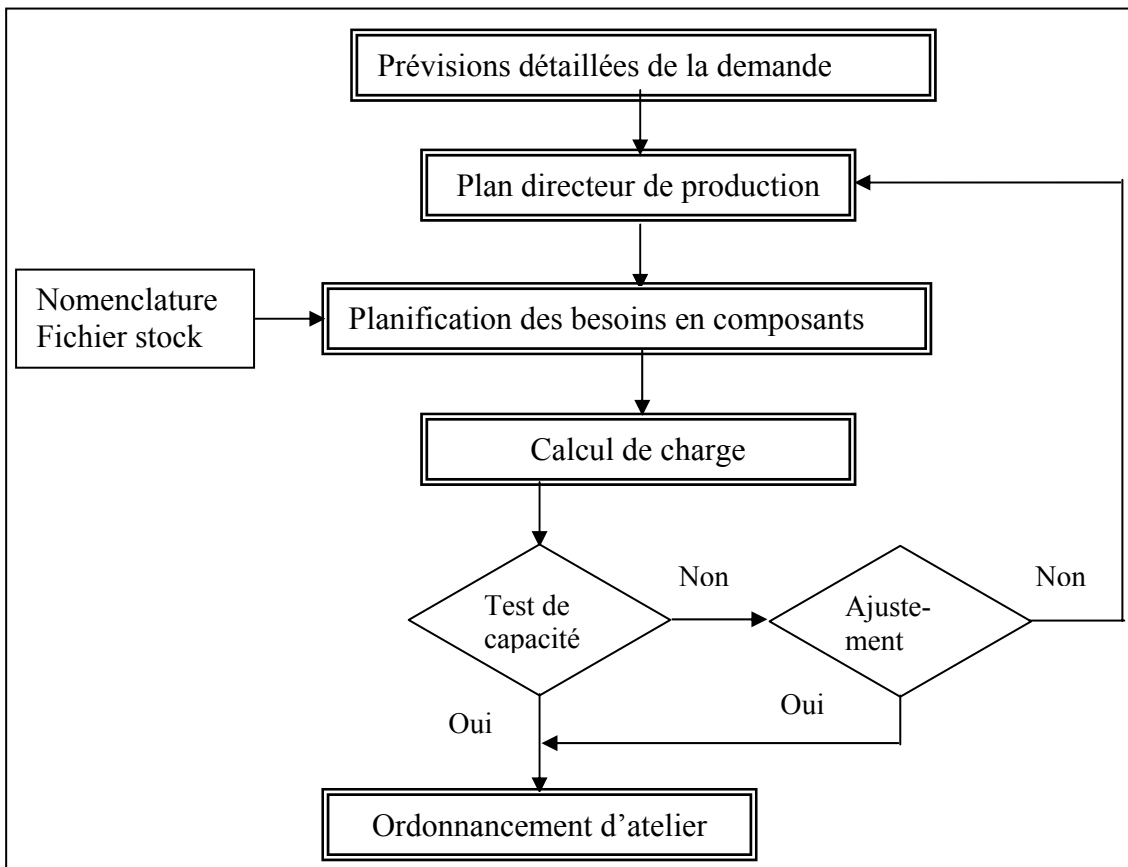 Prévisions détaillées de la demande
Plan directeur de production
Nomenclature
Fichier stock
Planification des besoins en composants
Calcul de charge
Test de
capacité
Non
Ajuste-
ment
Non
Oui
Oui
Ordonnancement d’atelier